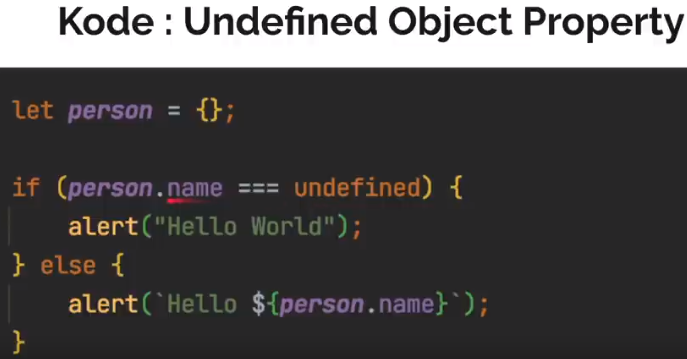 Kode : Undefined Object Property
let person = {};
if (person.name === undefined) {
    alert("Hello World");
} else {
    alert(`Hello ${person.name}`);
}